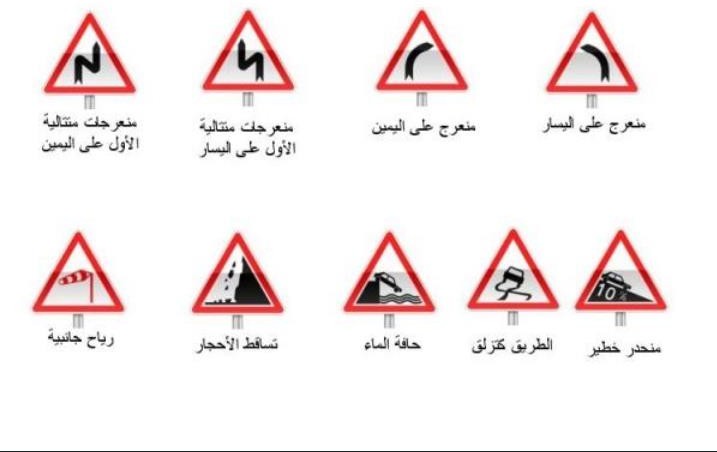 منعرج على اليسار
منعرج على اليمين
منعرجات متتالية
الأول على اليسار
منعرجات متتالية
الأول على اليمين
10%
منحدر خطير
الطريق كتزلق
حافة الماء
تساقط الأحجار
رياح جانبية